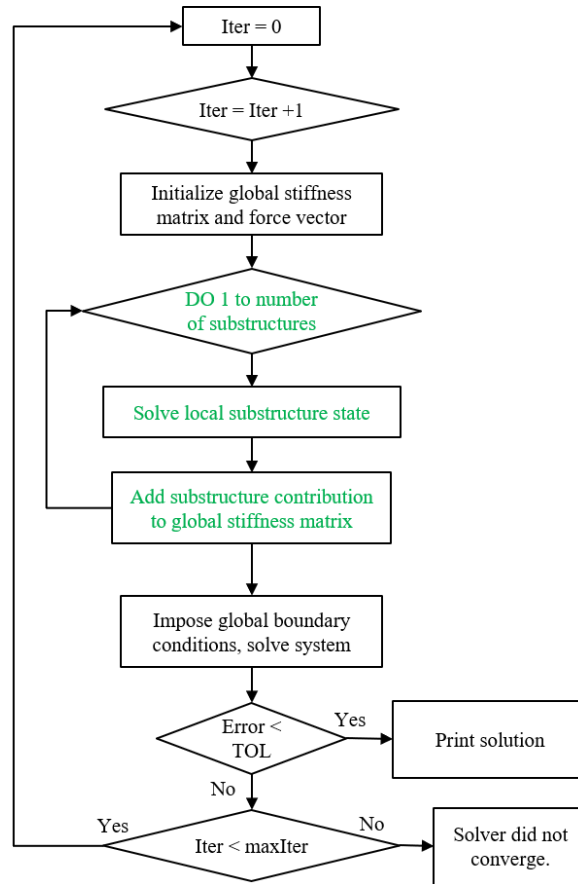 Iter = 0
Iter = Iter +1
Initialize global stiffness
matrix and force vector
DO 1 to number
of substructures
Solve local substructure state
Add substructure contribution
to global stiffness matrix
Impose global boundary
conditions, solve system
Error <
TOL
Yes
Print solution
No
Yes
Iter < maxIter
No
Solver did not
converge.